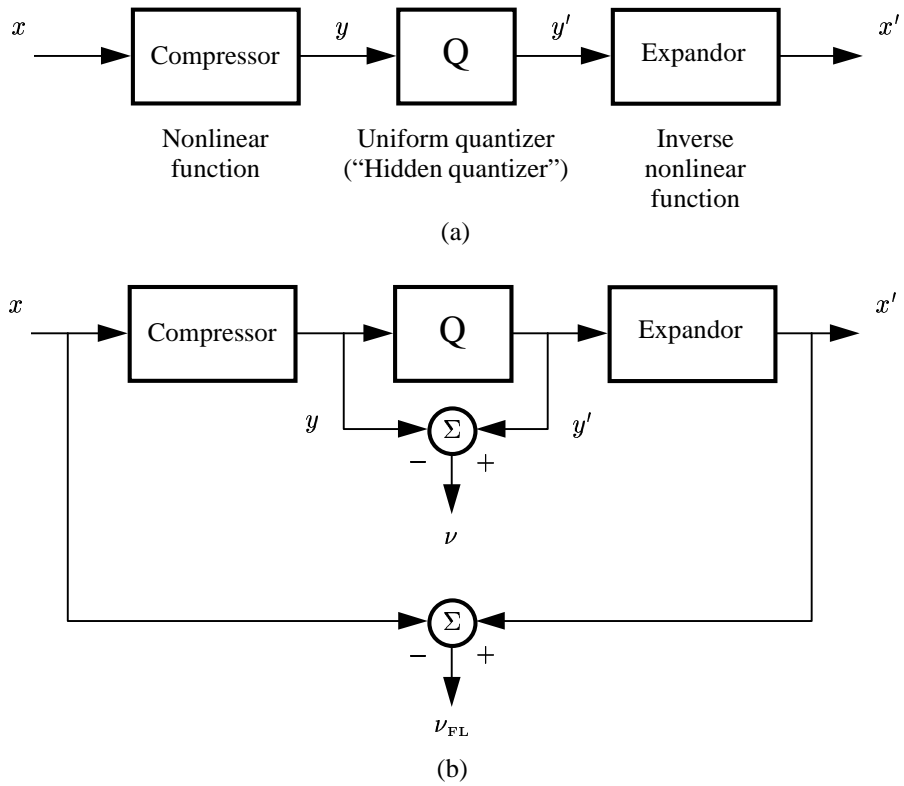 x
y
y′
x′
Compressor
Q
Expandor
Nonlinear
function
Uniform quantizer
(“Hidden quantizer”)
Inverse
nonlinear
function
(a)
x
x′
Compressor
Q
Expandor
y
Σ
y′
− +
ν
Σ
− +
ν_FL
(b)